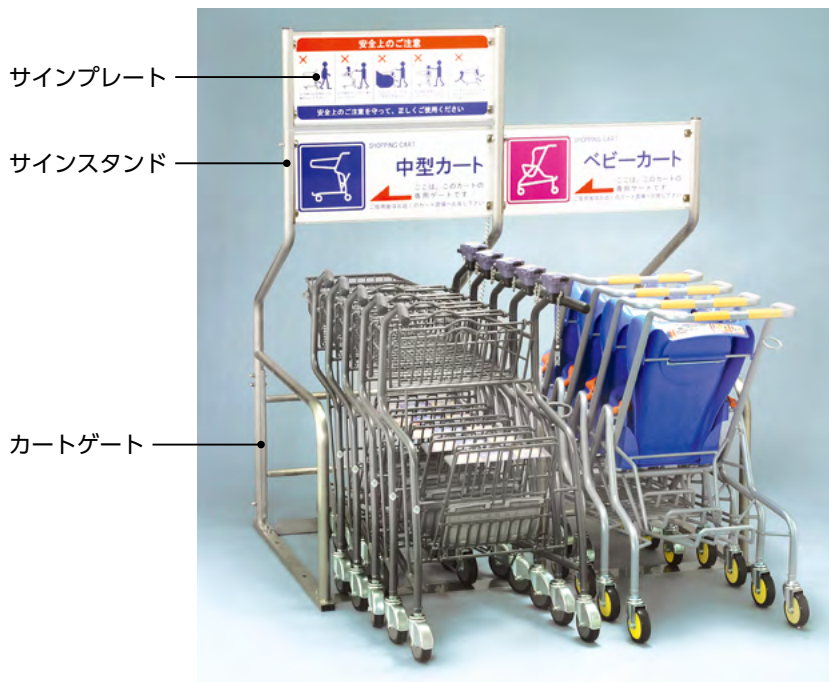 サインプレート
サインスタンド
カートゲート
安全上のご注意
安全上のご注意を守って、正しくご使用ください
SHOPPING CART
中型カート
ここは、このカートの
専用ゲートです
SHOPPING CART
ベビーカート
ここは、このカートの
専用ゲートです